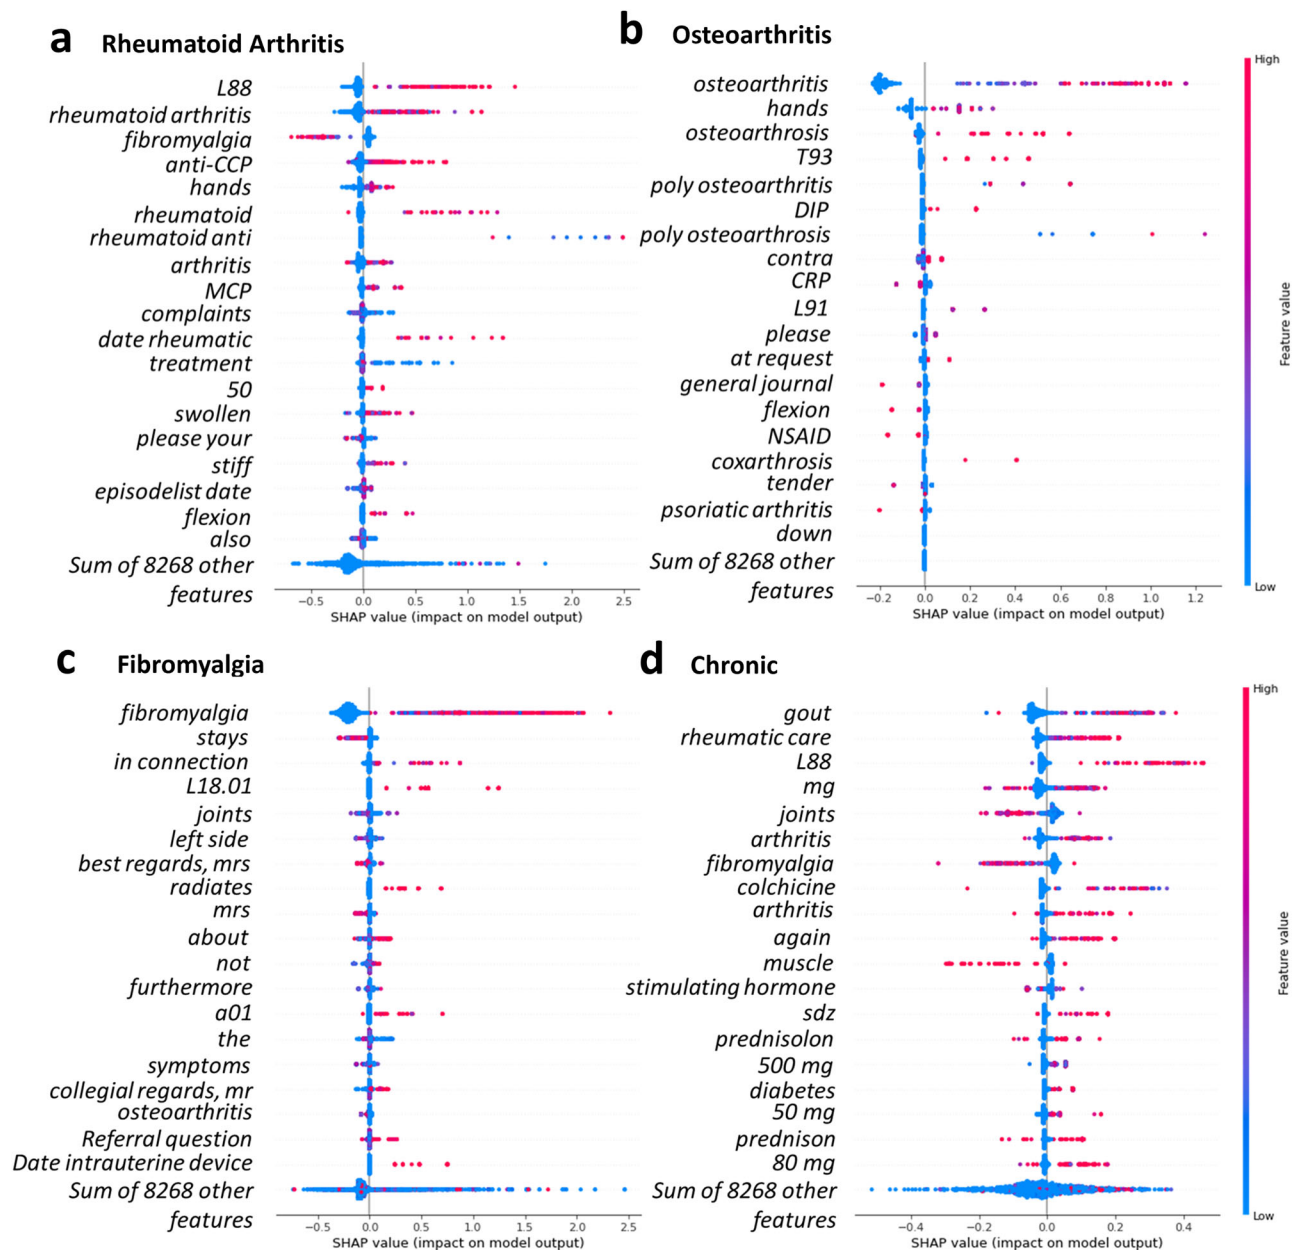 a Rheumatoid Arthritis
L88
rheumatoid arthritis
fibromyalgia
anti-CCP
hands
rheumatoid
rheumatoid anti
arthritis
MCP
complaints
date rheumatic
treatment
50
swollen
please your
stiff
episodelist date
flexion
also
Sum of 8268 other
features
−0.5 0.0 0.5 1.0 1.5 2.0 2.5
SHAP value (impact on model output)
b Osteoarthritis
osteoarthritis
hands
osteoarthrosis
T93
poly osteoarthritis
DIP
poly osteoarthrosis
contra
CRP
L91
please
at request
general journal
flexion
NSAID
coxarthrosis
tender
psoriatic arthritis
down
Sum of 8268 other
features
−0.2 0.0 0.2 0.4 0.6 0.8 1.0 1.2
SHAP value (impact on model output)
High
Feature value
Low
c Fibromyalgia
fibromyalgia
stays
in connection
L18.01
joints
left side
best regards, mrs
radiates
mrs
about
not
furthermore
a01
the
symptoms
collegial regards, mr
osteoarthritis
Referral question
Date intrauterine device
Sum of 8268 other
features
−0.5 0.0 0.5 1.0 1.5 2.0 2.5
SHAP value (impact on model output)
d Chronic
gout
rheumatic care
L88
mg
joints
arthritis
fibromyalgia
colchicine
arthritis
again
muscle
stimulating hormone
sdz
prednisolon
500 mg
diabetes
50 mg
prednison
80 mg
Sum of 8268 other
features
−0.4 −0.2 0.0 0.2 0.4
SHAP value (impact on model output)
High
Feature value
Low